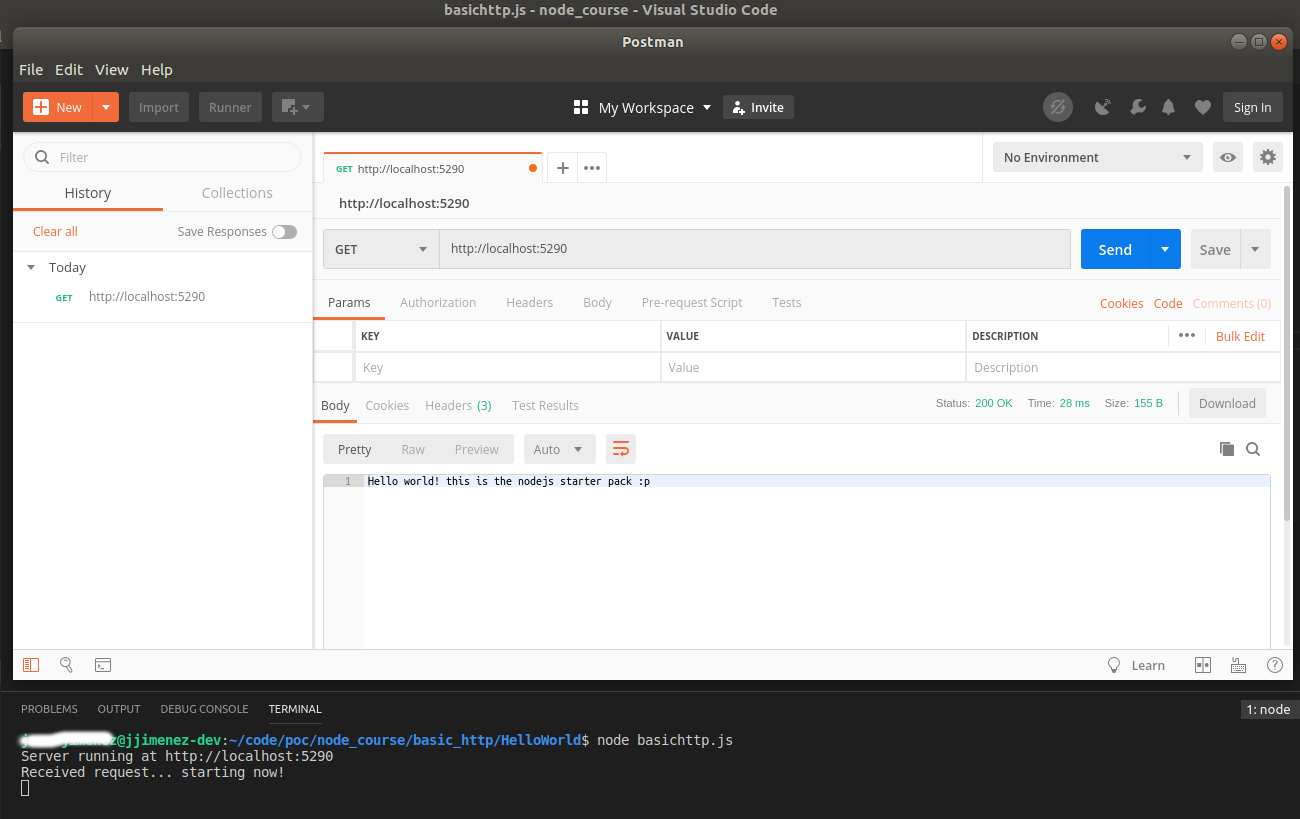 basichttp.js - node_course - Visual Studio Code
Postman
File Edit View Help
New Import Runner My Workspace Invite Sign In
Filter
History Collections
Clear all Save Responses
Today
GET http://localhost:5290
GET http://localhost:5290 No Environment
http://localhost:5290
GET http://localhost:5290 Send Save
Params Authorization Headers Body Pre-request Script Tests Cookies Code Comments (0)
KEY VALUE DESCRIPTION Bulk Edit
Key Value Description
Body Cookies Headers (3) Test Results Status: 200 OK Time: 28 ms Size: 155 B Download
Pretty Raw Preview Auto
1 Hello world! this is the nodejs starter pack :p
Learn
PROBLEMS OUTPUT DEBUG CONSOLE TERMINAL 1: node
@jjimenez-dev:~/code/poc/node_course/basic_http/HelloWorld$ node basichttp.js
Server running at http://localhost:5290
Received request... starting now!